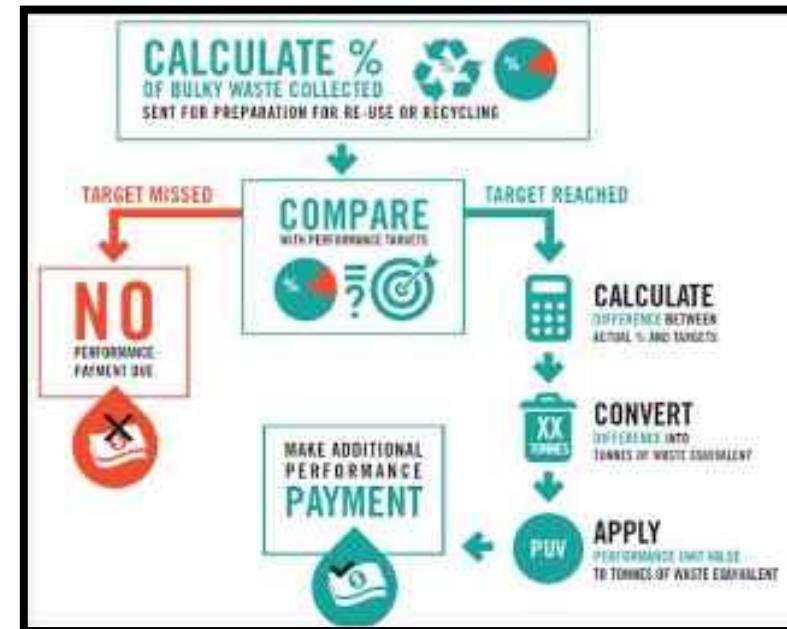 CALCULATE %
OF BULKY WASTE COLLECTED
SENT FOR PREPARATION FOR RE-USE OR RECYCLING
%
TARGET MISSED
TARGET REACHED
COMPARE
WITH PERFORMANCE TARGETS
%
=
?
NO
PERFORMANCE
PAYMENT DUE
CALCULATE
DIFFERENCE BETWEEN
ACTUAL % AND TARGETS
XX
TONNES
CONVERT
DIFFERENCE INTO
TONNES OF WASTE EQUIVALENT
PUV
APPLY
PERFORMANCE UNIT VALUE
TO TONNES OF WASTE EQUIVALENT
MAKE ADDITIONAL
PERFORMANCE
PAYMENT